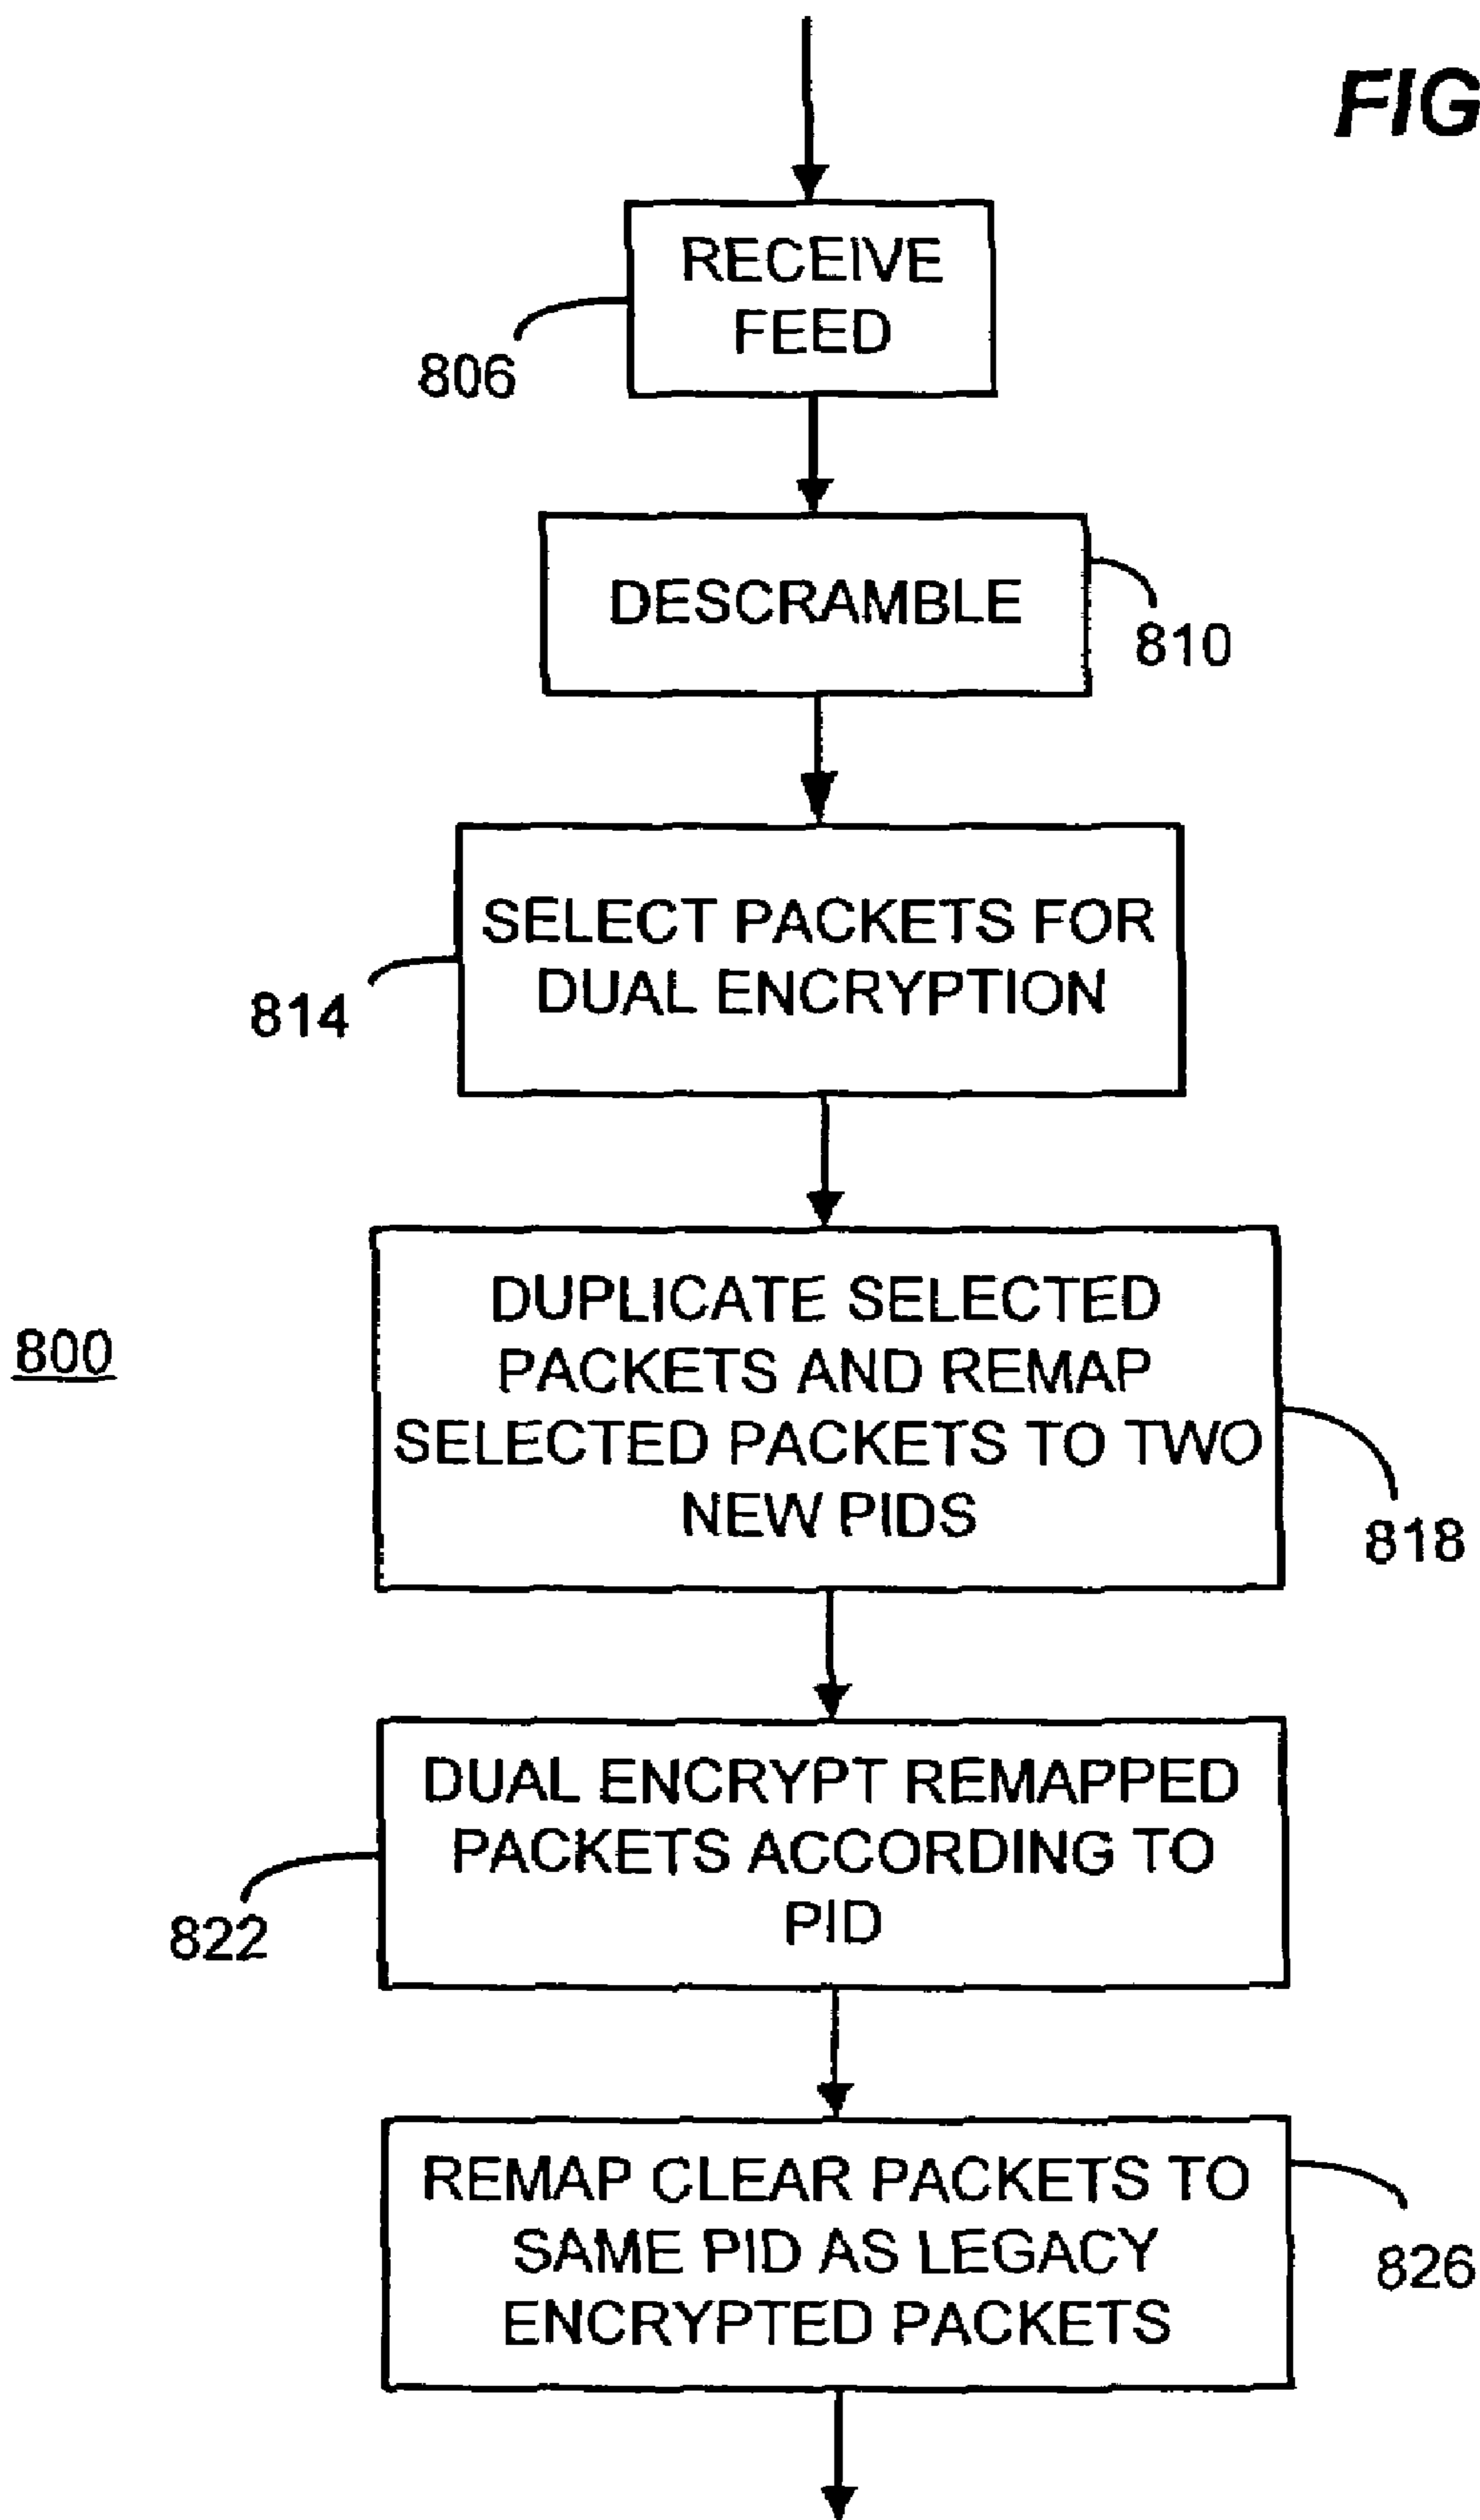 FIG
RECEIVE
FEED
806
DESCRAMBLE
810
SELECT PACKETS FOR
DUAL ENCRYPTION
814
DUPLICATE SELECTED
PACKETS AND REMAP
SELECTED PACKETS TO TWO
NEW PIDS
800
818
DUAL ENCRYPT REMAPPED
PACKETS ACCORDING TO
PID
822
REMAP CLEAR PACKETS TO
SAME PID AS LEGACY
ENCRYPTED PACKETS
826